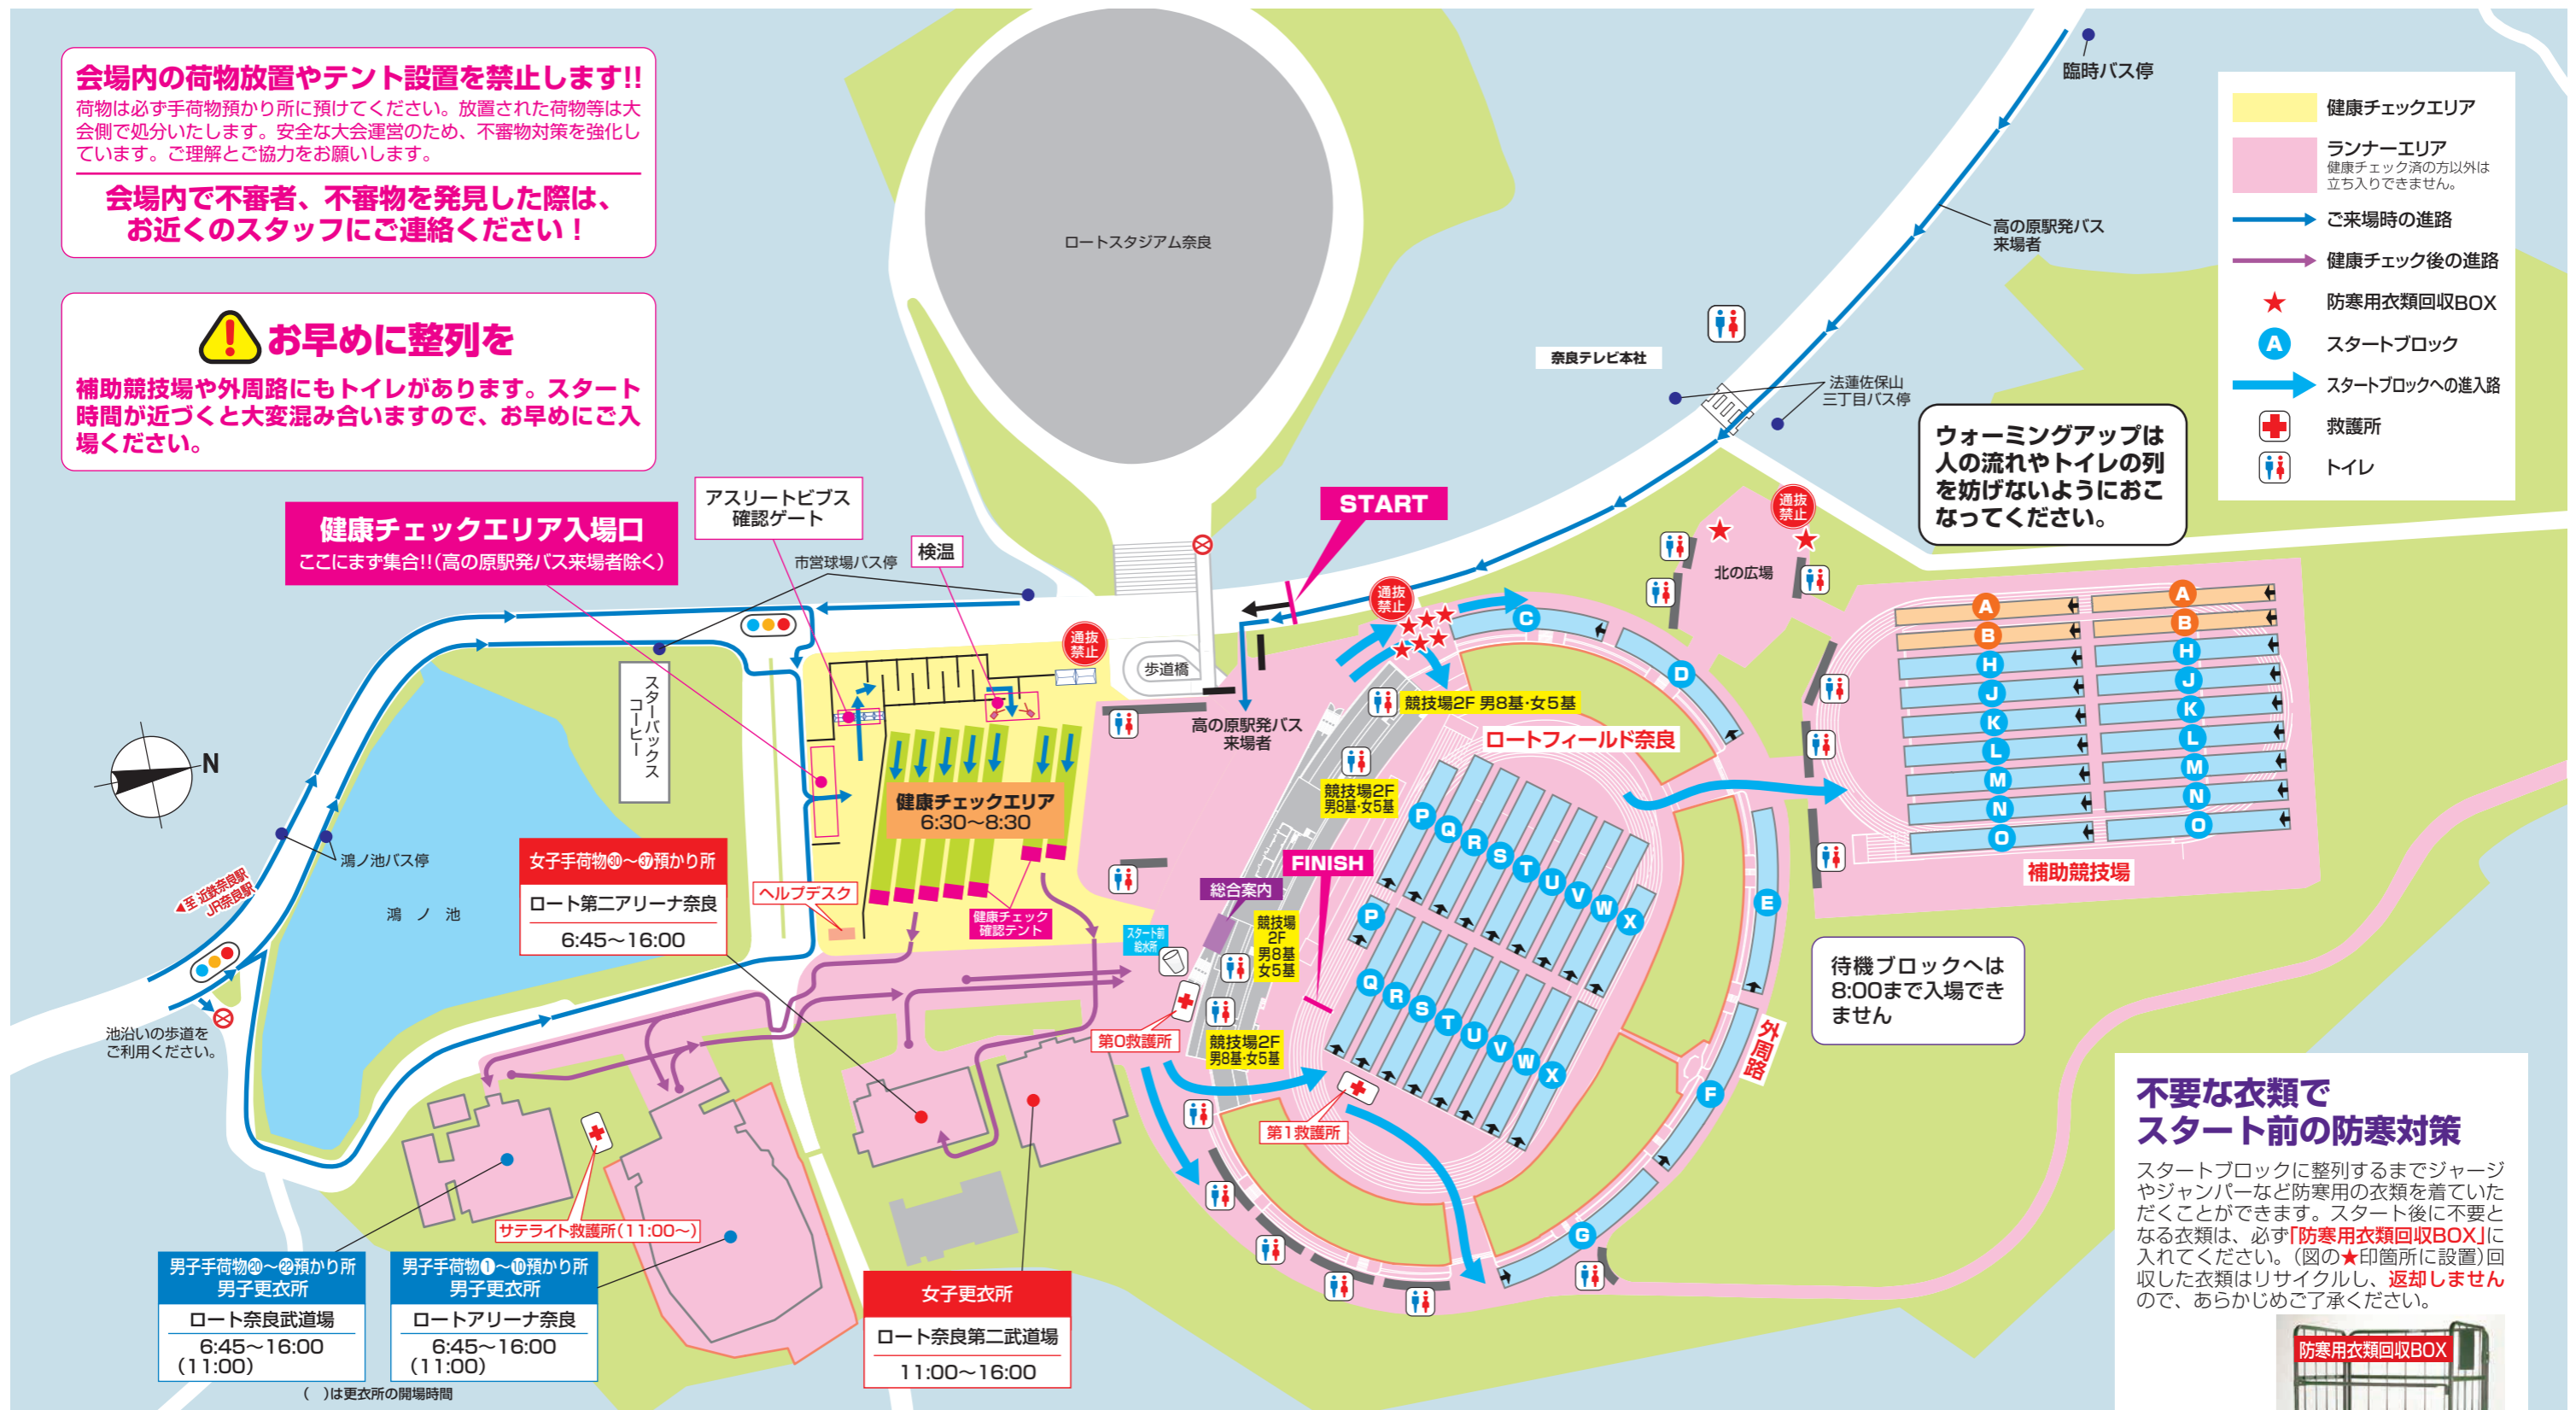 会場内の荷物放置やテント設置を禁止します!!
荷物は必ず手荷物預かり所に預けてください。放置された荷物等は大
会側で処分いたします。安全な大会運営のため、不審物対策を強化し
ています。ご理解とご協力をお願いします。
会場内で不審者、不審物を発見した際は、
お近くのスタッフにご連絡ください！
お早めに整列を
補助競技場や外周路にもトイレがあります。スタート
時間が近づくと大変混み合いますので、お早めにご入
場ください。
健康チェックエリア入場口
ここにまず集合!!(高の原駅発バス来場者除く)
アスリートビブス
確認ゲート
検温
市営球場バス停
ロートスタジアム奈良
START
臨時バス停
高の原駅発バス
来場者
奈良テレビ本社
法蓮佐保山
三丁目バス停
健康チェックエリア
ランナーエリア
健康チェック済の方以外は
立ち入りできません。
ご来場時の進路
健康チェック後の進路
防寒用衣類回収BOX
A
スタートブロック
スタートブロックへの進入路
救護所
トイレ
ウォーミングアップは
人の流れやトイレの列
を妨げないようにおこ
なってください。
通抜
禁止
通抜
禁止
通抜
禁止
北の広場
歩道橋
高の原駅発バス
来場者
スターバックス
コーヒー
N
鴻ノ池バス停
鴻ノ池
至 近鉄奈良駅
JR奈良駅
池沿いの歩道を
ご利用ください。
健康チェックエリア
6:30〜8:30
健康チェック
確認テント
ヘルプデスク
女子手荷物㉚〜㊲預かり所
ロート第二アリーナ奈良
6:45〜16:00
スタート前
給水所
総合案内
FINISH
競技場2F 男8基･女5基
競技場2F
男8基･女5基
競技場
2F
男8基
女5基
競技場2F
男8基･女5基
ロートフィールド奈良
第0救護所
第1救護所
サテライト救護所(11:00〜)
C
D
E
F
G
P
Q
R
S
T
U
V
W
X
P
Q
R
S
T
U
V
W
X
A
B
H
J
K
L
M
N
O
A
B
H
J
K
L
M
N
O
補助競技場
外周路
待機ブロックへは
8:00まで入場でき
ません
男子手荷物⑳〜㉒預かり所
男子更衣所
ロート奈良武道場
6:45〜16:00
(11:00)
男子手荷物❶〜❿預かり所
男子更衣所
ロートアリーナ奈良
6:45〜16:00
(11:00)
(　)は更衣所の開場時間
女子更衣所
ロート奈良第二武道場
11:00〜16:00
不要な衣類で
スタート前の防寒対策
スタートブロックに整列するまでジャージ
やジャンパーなど防寒用の衣類を着ていた
だくことができます。スタート後に不要と
なる衣類は、必ず｢防寒用衣類回収BOX｣に
入れてください。(図の★印箇所に設置)回
収した衣類はリサイクルし、返却しません
ので、あらかじめご了承ください。
防寒用衣類回収BOX